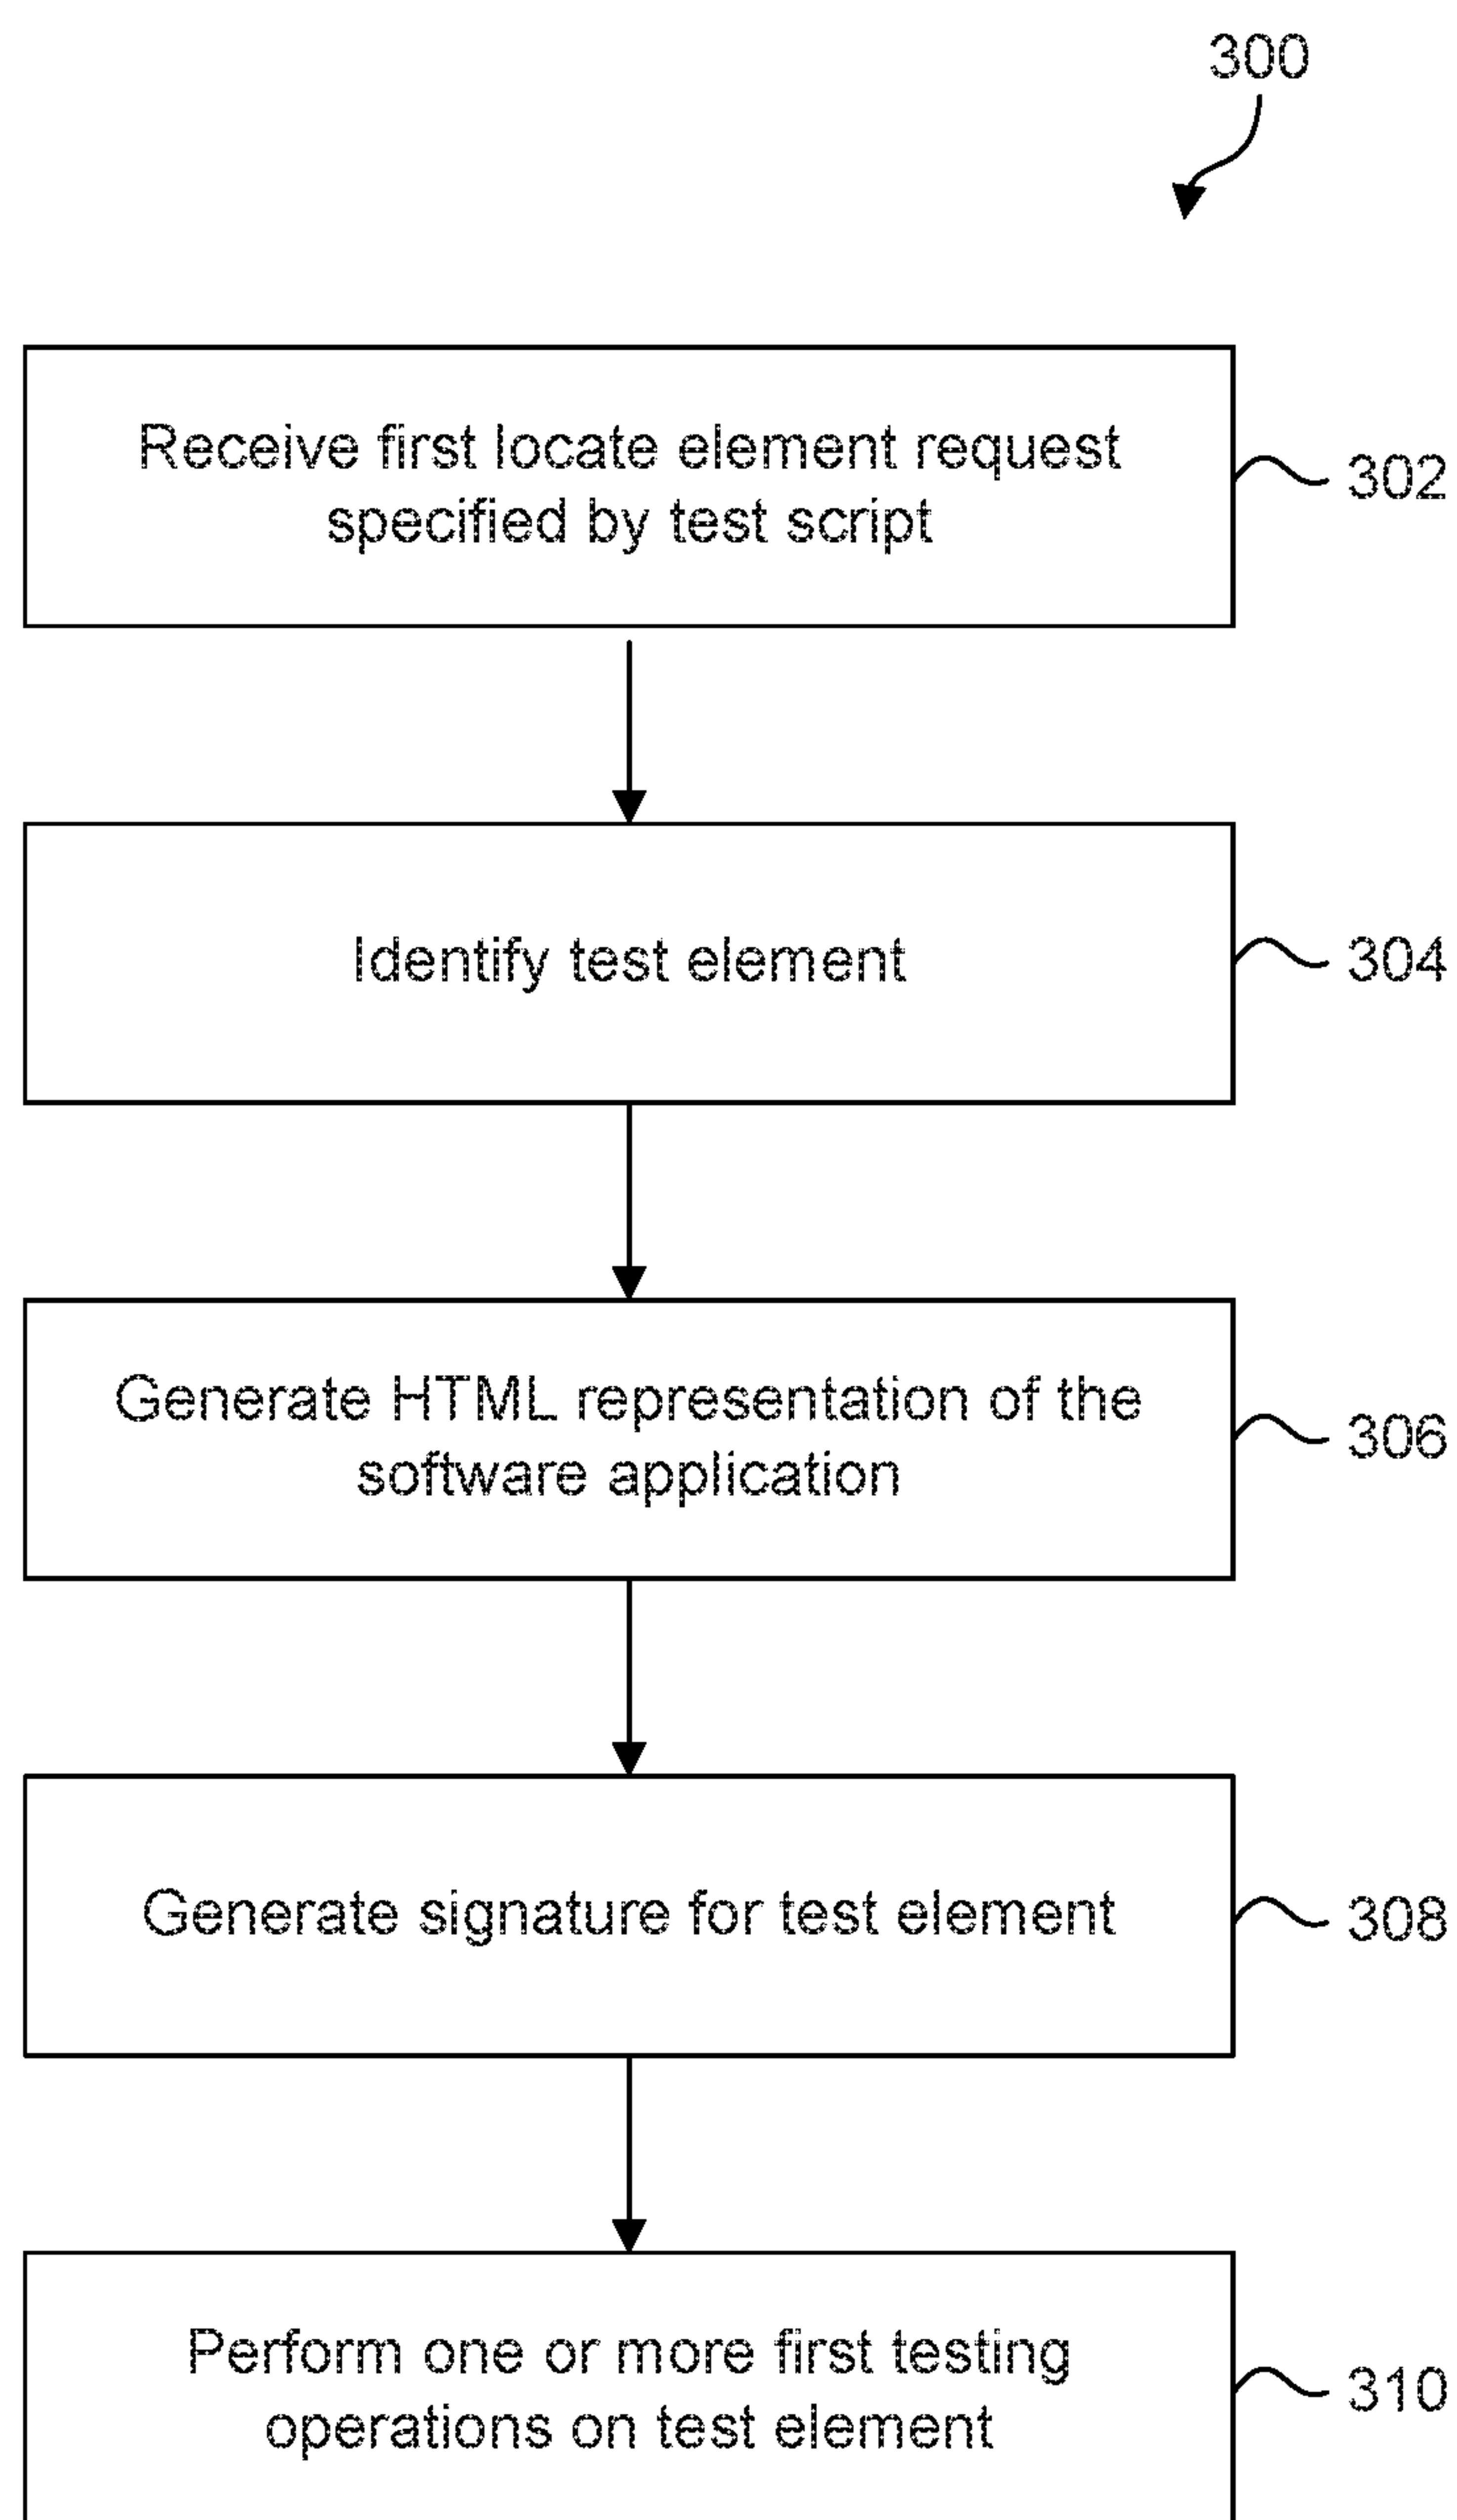 300
Receive first locate element request
specified by test script
302
Identify test element
304
Generate HTML representation of the
software application
306
Generate signature for test element
308
Perform one or more first testing
operations on test element
310